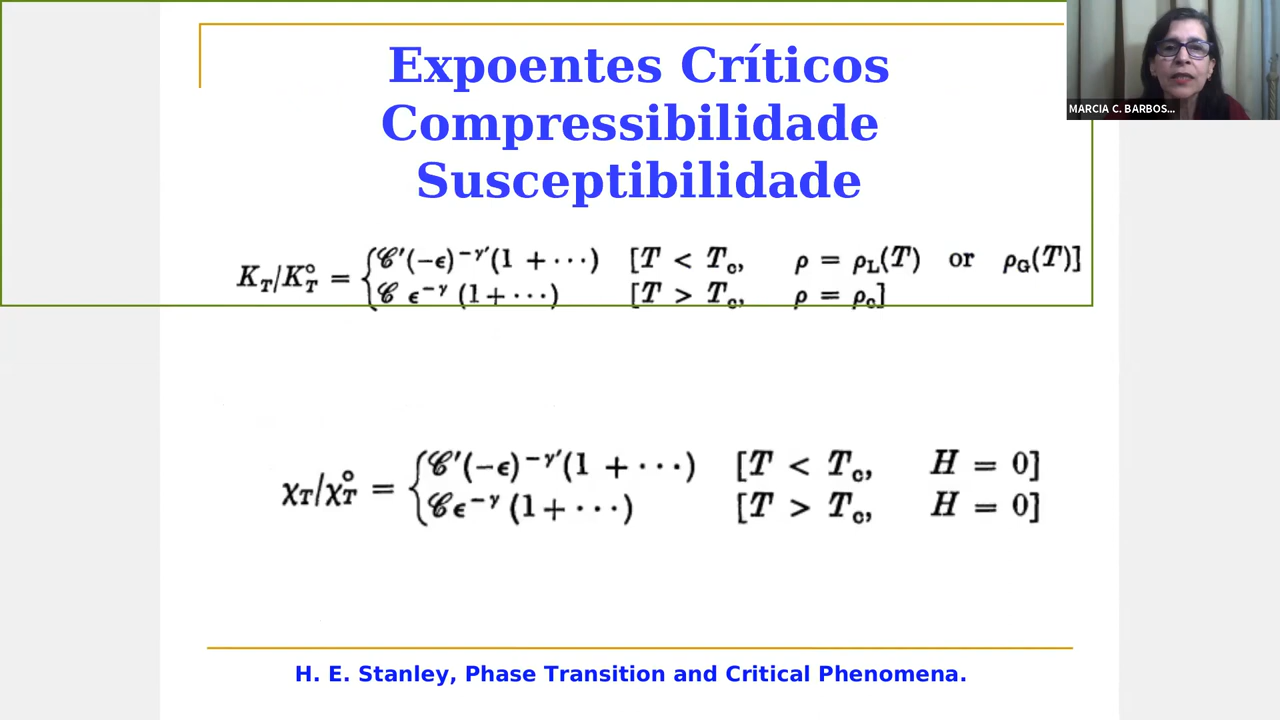 Expoentes Críticos
Compressibilidade
Susceptibilidade
MARCIA C. BARBOS...
K_T/K_T° = { 𝒞′(−ϵ)^−γ′(1 + ···) [T < T_c, ρ = ρ_L(T) or ρ_G(T)]
𝒞 ϵ^−γ (1 + ···) [T > T_c, ρ = ρ_c]
χ_T/χ_T° = { 𝒞′(−ϵ)^−γ′(1 + ···) [T < T_c, H = 0]
𝒞ϵ^−γ (1 + ···) [T > T_c, H = 0]
H. E. Stanley, Phase Transition and Critical Phenomena.